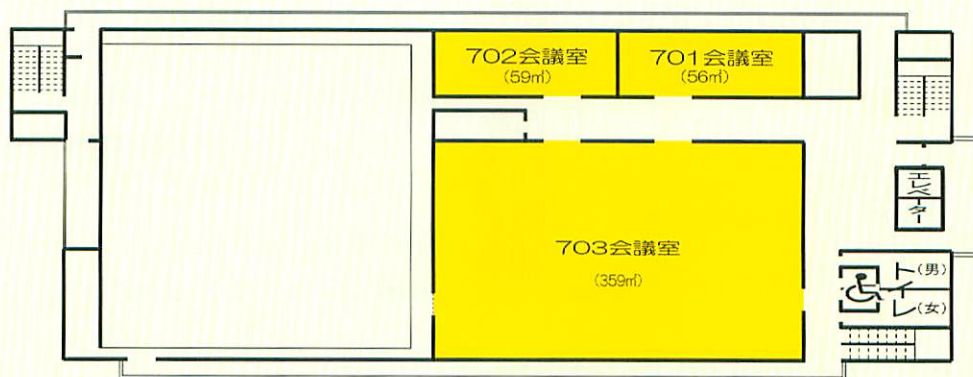 702会議室
(59㎡)
701会議室
(56㎡)
エレベーター
703会議室
(359㎡)
トイレ
(男)
(女)